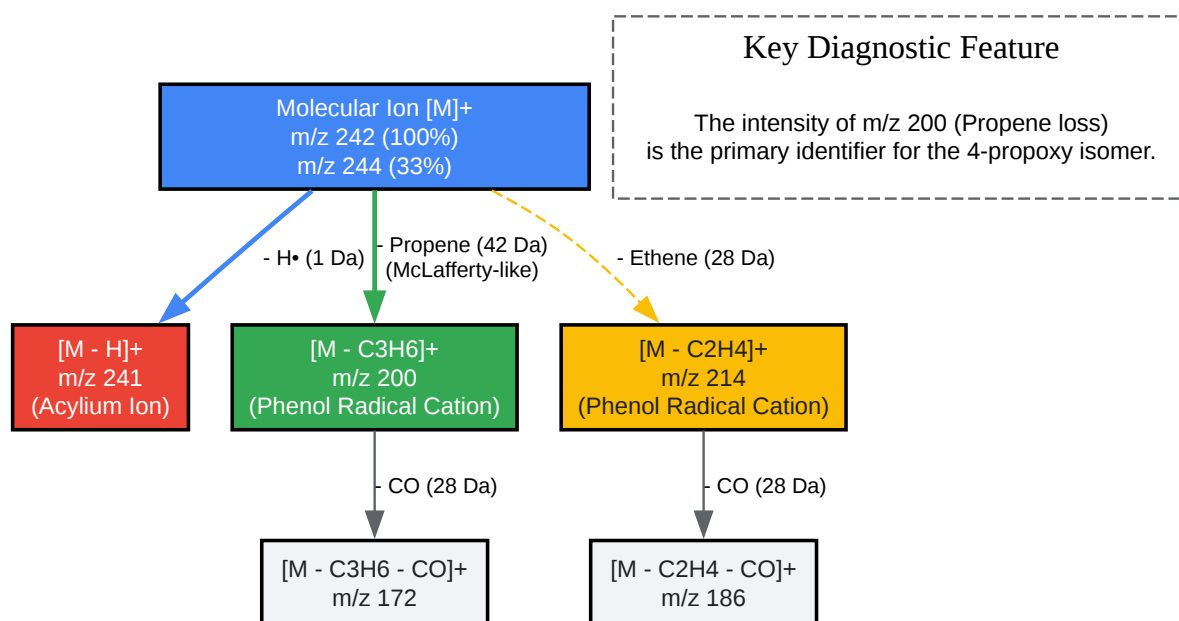 Key Diagnostic Feature
The intensity of m/z 200 (Propene loss)
is the primary identifier for the 4-propoxy isomer.
Molecular Ion [M]+
m/z 242 (100%)
m/z 244 (33%)
- H• (1 Da)
- Propene (42 Da)
(McLafferty-like)
- Ethene (28 Da)
[M - H]+
m/z 241
(Acylium Ion)
[M - C3H6]+
m/z 200
(Phenol Radical Cation)
[M - C2H4]+
m/z 214
(Phenol Radical Cation)
- CO (28 Da)
- CO (28 Da)
[M - C3H6 - CO]+
m/z 172
[M - C2H4 - CO]+
m/z 186